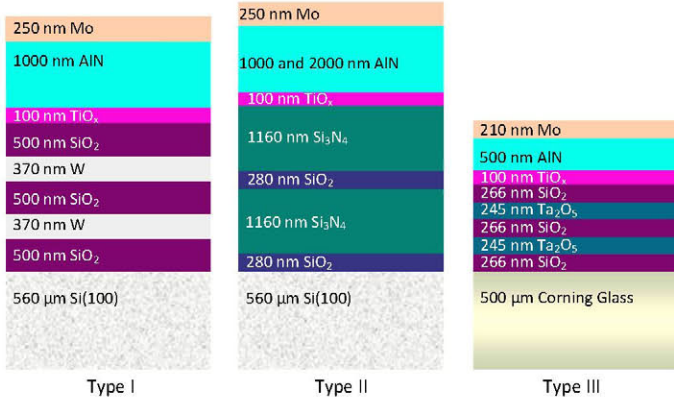 250 nm Mo
1000 nm AlN
100 nm TiOₓ
500 nm SiO₂
370 nm W
500 nm SiO₂
370 nm W
500 nm SiO₂
560 µm Si(100)
Type I
250 nm Mo
1000 and 2000 nm AlN
100 nm TiOₓ
1160 nm Si₃N₄
280 nm SiO₂
1160 nm Si₃N₄
280 nm SiO₂
560 µm Si(100)
Type II
210 nm Mo
500 nm AlN
100 nm TiOₓ
266 nm SiO₂
245 nm Ta₂O₅
266 nm SiO₂
245 nm Ta₂O₅
266 nm SiO₂
500 µm Corning Glass
Type III